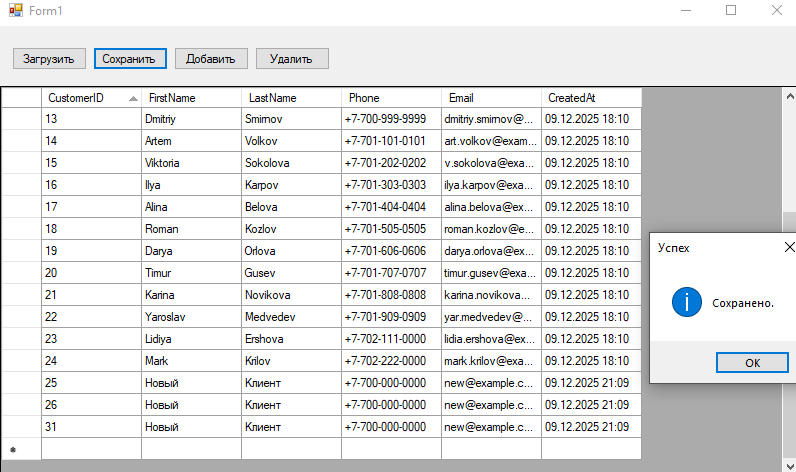 Form1
Загрузить Сохранить Добавить Удалить
CustomerID FirstName LastName Phone Email CreatedAt
13 Dmitriy Smirnov +7-700-999-9999 dmitriy.smirnov@... 09.12.2025 18:10
14 Artem Volkov +7-701-101-0101 art.volkov@exam... 09.12.2025 18:10
15 Viktoria Sokolova +7-701-202-0202 v.sokolova@exa... 09.12.2025 18:10
16 Ilya Karpov +7-701-303-0303 ilya.karpov@exa... 09.12.2025 18:10
17 Alina Belova +7-701-404-0404 alina.belova@ex... 09.12.2025 18:10
18 Roman Kozlov +7-701-505-0505 roman.kozlov@e... 09.12.2025 18:10
19 Darya Orlova +7-701-606-0606 darya.orlova@ex... 09.12.2025 18:10
20 Timur Gusev +7-701-707-0707 timur.gusev@exa... 09.12.2025 18:10
21 Karina Novikova +7-701-808-0808 karina.novikova... 09.12.2025 18:10
22 Yaroslav Medvedev +7-701-909-0909 yar.medvedev@... 09.12.2025 18:10
23 Lidiya Ershova +7-702-111-0000 lidia.ershova@ex... 09.12.2025 18:10
24 Mark Krilov +7-702-222-0000 mark.krilov@exa... 09.12.2025 18:10
25 Новый Клиент +7-700-000-0000 new@example.c... 09.12.2025 21:09
26 Новый Клиент +7-700-000-0000 new@example.c... 09.12.2025 21:09
31 Новый Клиент +7-700-000-0000 new@example.c... 09.12.2025 21:09
Успех
Сохранено.
OK